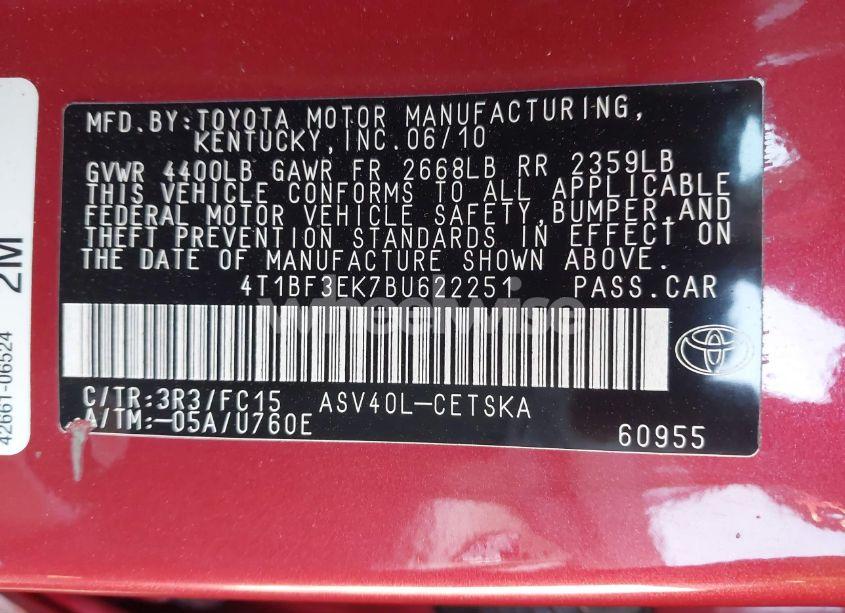 MFD.BY:TOYOTA MOTOR MANUFACTURING,
KENTUCKY,INC.06/10
GVWR 4400LB GAWR FR 2668LB RR 2359LB
THIS VEHICLE CONFORMS TO ALL APPLICABLE
FEDERAL MOTOR VEHICLE SAFETY,BUMPER,AND
THEFT PREVENTION STANDARDS IN EFFECT ON
THE DATE OF MANUFACTURE SHOWN ABOVE.
4T1BF3EK7BU622251 PASS.CAR
wheelwise
C/TR:3R3/FC15 ASV40L-CETSKA
A/TM:-05A/U760E
60955
42661-06524
2M